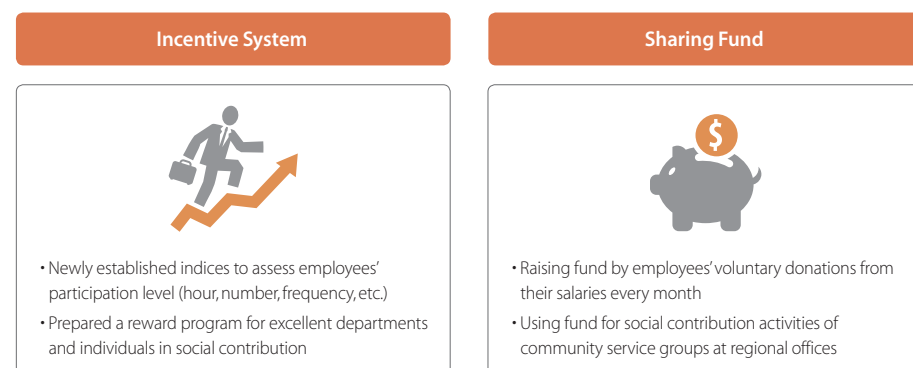 Incentive System
• Newly established indices to assess employees'
participation level (hour, number, frequency, etc.)
• Prepared a reward program for excellent departments
and individuals in social contribution
Sharing Fund
$
• Raising fund by employees' voluntary donations from
their salaries every month
• Using fund for social contribution activities of
community service groups at regional offices